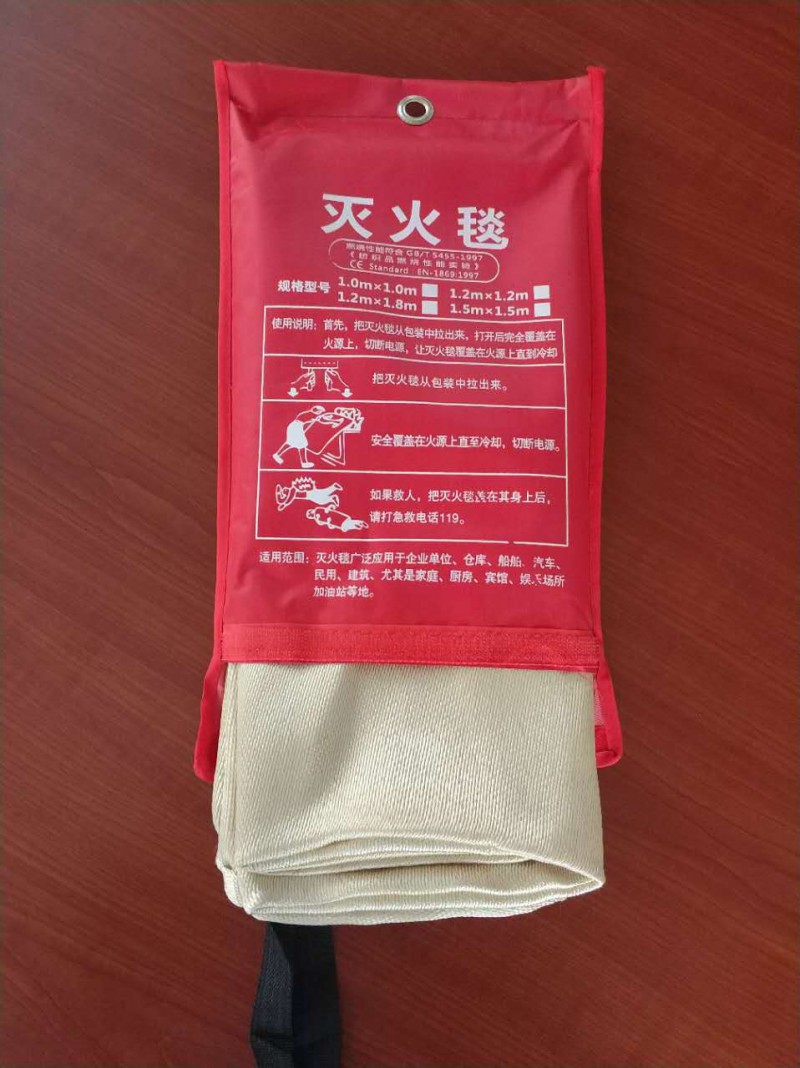 灭火毯
燃烧性能符合 GB/T 5455-1997
《纺织品燃烧性能实验》
CE Standard: EN-1869:1997
规格型号 1.0m×1.0m 1.2m×1.2m
1.2m×1.8m 1.5m×1.5m
使用说明：首先，把灭火毯从包装中拉出来，打开后完全覆盖在
火源上，切断电源，让灭火毯覆盖在火源上直到冷却
把灭火毯从包装中拉出来。
安全覆盖在火源上直至冷却，切断电源。
如果救人，把灭火毯盖在其身上后，
请打急救电话119。
适用范围：灭火毯广泛应用于企业单位、仓库、船舶、汽车、
民用、建筑、尤其是家庭、厨房、宾馆、娱乐场所
加油站等地。